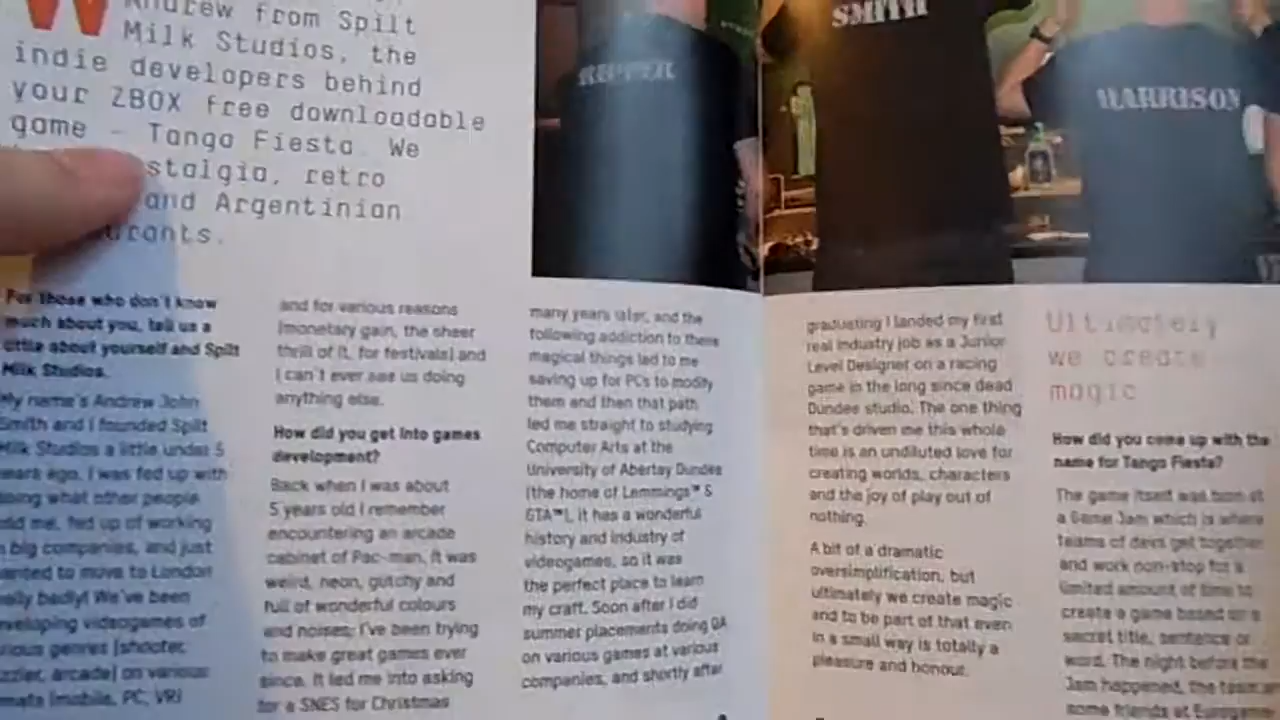 W
Andrew from Spilt
Milk Studios, the
indie developers behind
your ZBOX free downloadable
game - Tango Fiesta. We
stalgia, retro
and Argentinian
urants.
RUPPER
SMITH
HARRISON
For those who don't know
much about you, tell us a
little about yourself and Spilt
Milk Studios.
My name's Andrew John
Smith and I founded Spilt
Milk Studios a little under 5
years ago. I was fed up with
doing what other people
told me, fed up of working
big companies, and just
wanted to move to London
really badly! We've been
developing videogames of
various genres (shooter,
puzzler, arcade) on various
formats (mobile, PC, VR)
and for various reasons
(monetary gain, the sheer
thrill of it, for festivals) and
I can't ever see us doing
anything else.
How did you get into games
development?
Back when I was about
5 years old I remember
encountering an arcade
cabinet of Pac-man. It was
weird, neon, glitchy and
full of wonderful colours
and noises; I've been trying
to make great games ever
since. It led me into asking
for a SNES for Christmas
many years later, and the
following addiction to these
magical things led to me
saving up for PCs to modify
them and then that path
led me straight to studying
Computer Arts at the
University of Abertay Dundee
(the home of Lemmings™ &
GTA™). It has a wonderful
history and industry of
videogames, so it was
the perfect place to learn
my craft. Soon after I did
summer placements doing QA
on various games at various
companies, and shortly after
graduating I landed my first
real industry job as a Junior
Level Designer on a racing
game in the long since dead
Dundee studio. The one thing
that's driven me this whole
time is an undiluted love for
creating worlds, characters
and the joy of play out of
nothing.
A bit of a dramatic
oversimplification, but
ultimately we create magic
and to be part of that even
in a small way is totally a
pleasure and honour.
Ultimately
we create
magic
How did you come up with the
name for Tango Fiesta?
The game itself was born at
a Game Jam which is where
teams of devs get together
and work non-stop for a
limited amount of time to
create a game based on a
secret title, sentence or
word. The night before the
Jam happened, the team and
some friends at Eurogamer